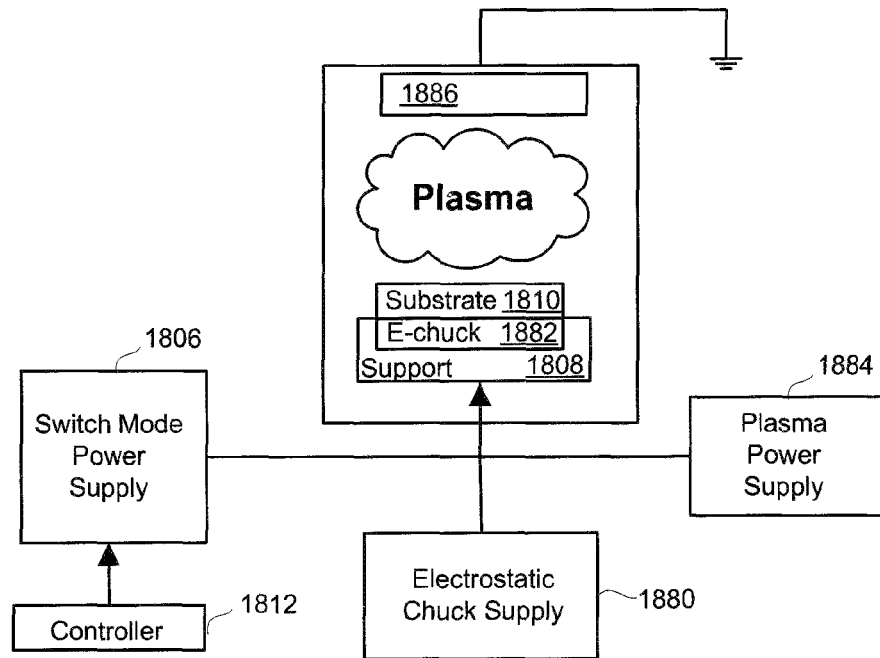 1886
Plasma
Substrate 1810
E-chuck 1882
Support 1808
1806
Switch Mode
Power
Supply
1884
Plasma
Power
Supply
Electrostatic
Chuck Supply
1880
Controller
1812